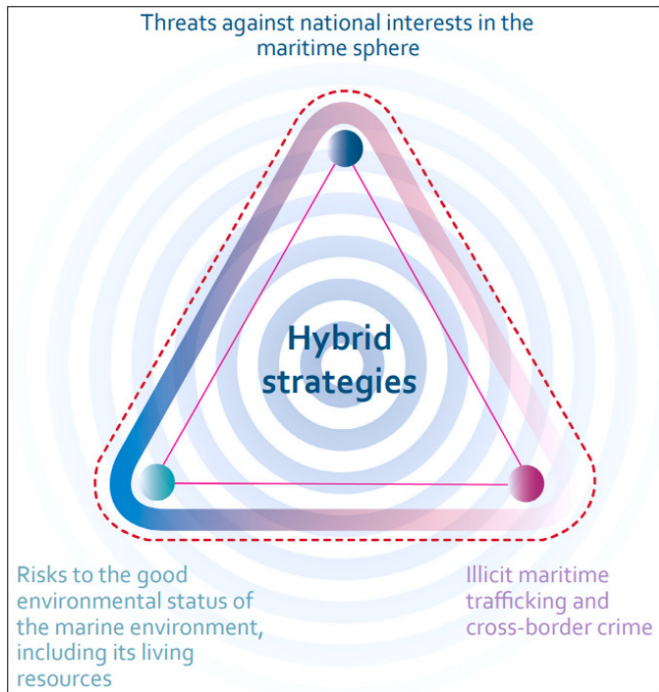 Threats against national interests in the
maritime sphere
Hybrid
strategies
Risks to the good
environmental status of
the marine environment,
including its living
resources
Illicit maritime
trafficking and
cross-border crime